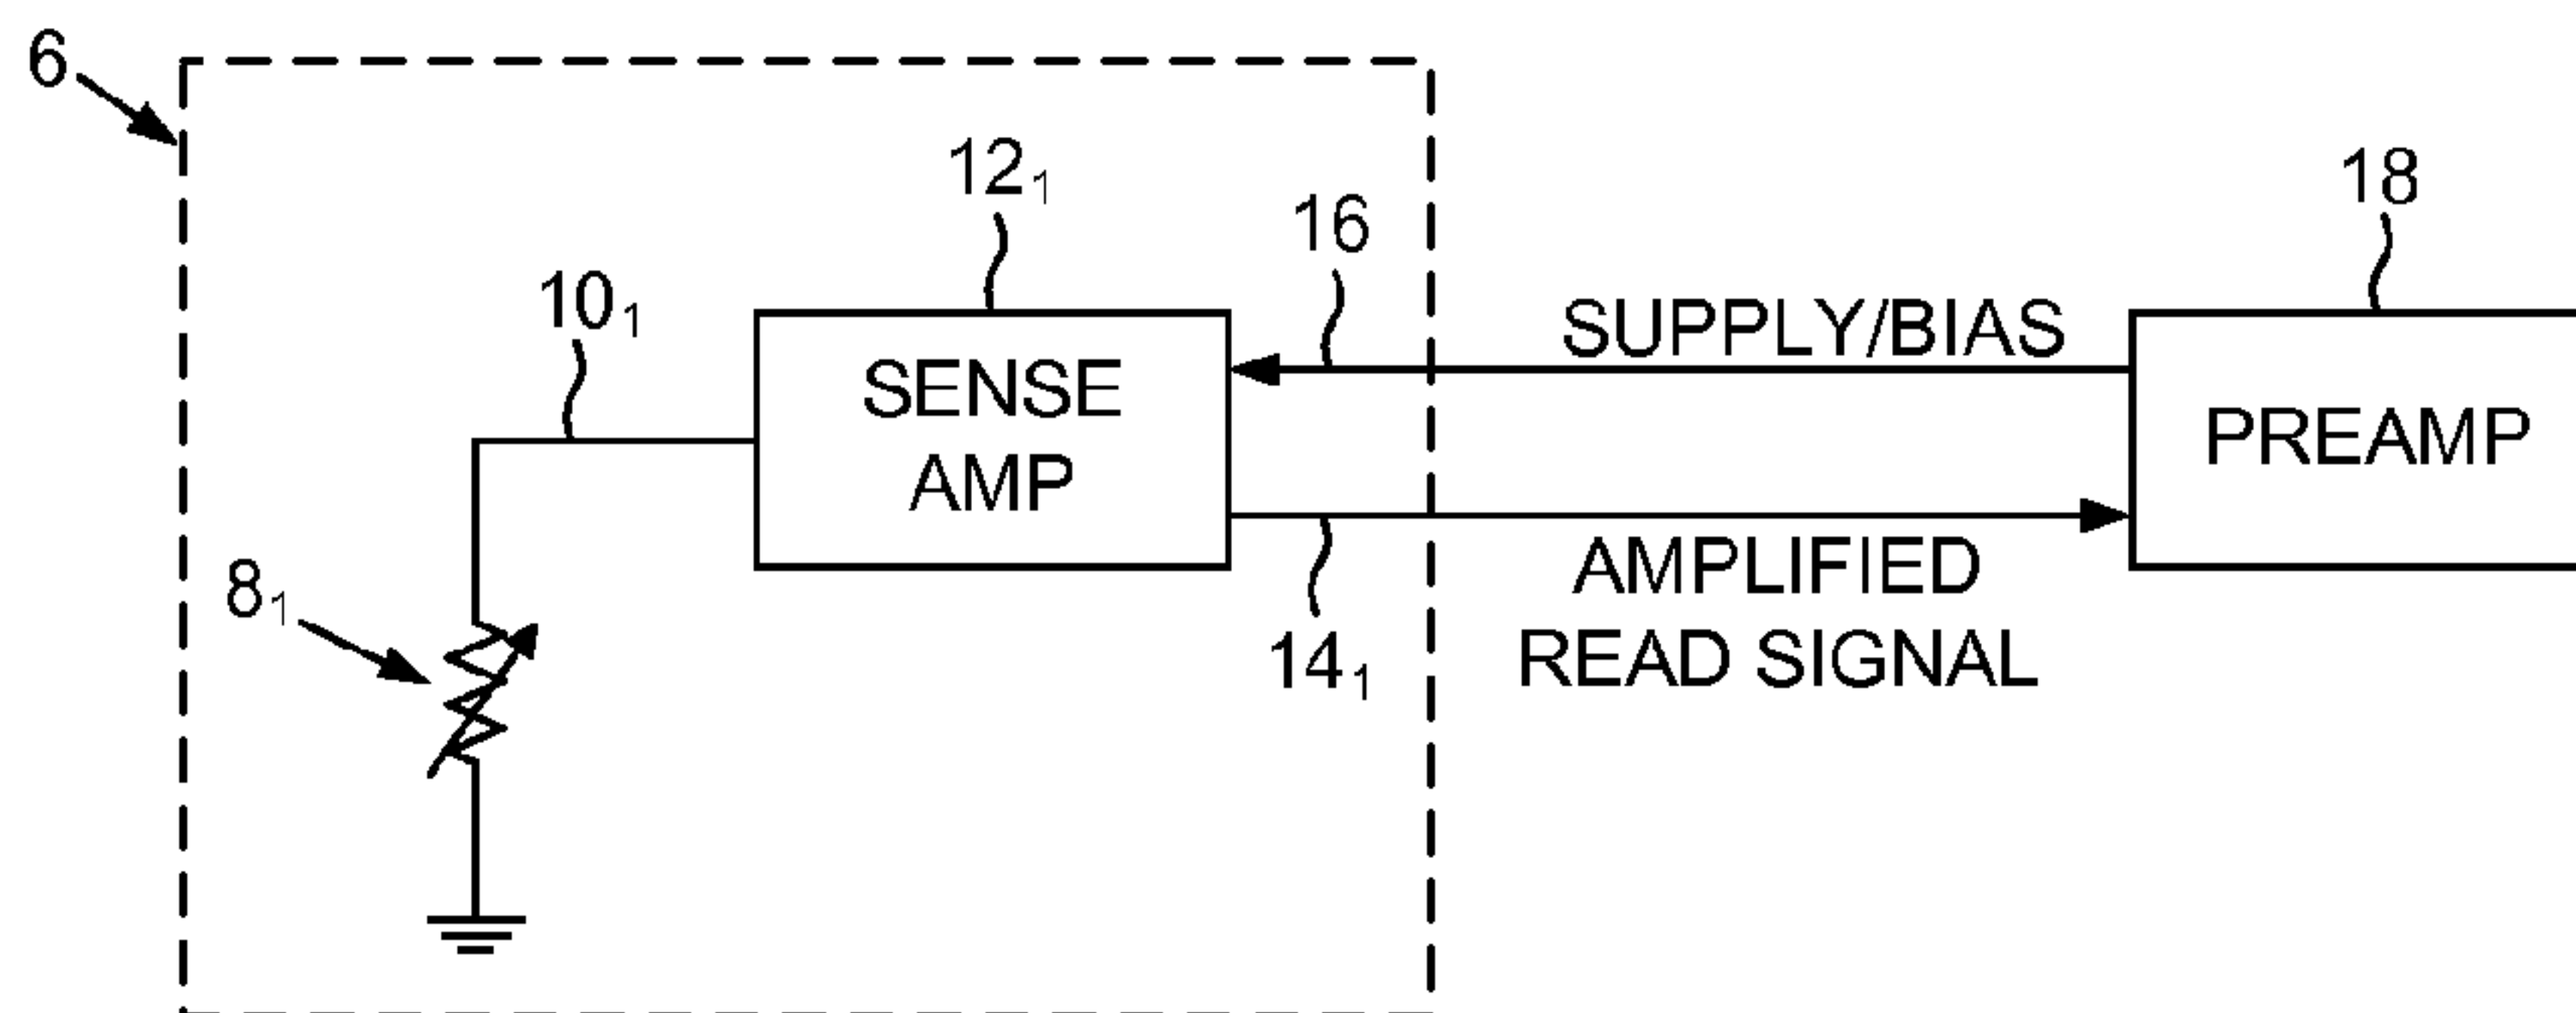 6
12₁
16
18
10₁
SUPPLY/BIAS
SENSE
AMP
PREAMP
8₁
14₁
AMPLIFIED
READ SIGNAL